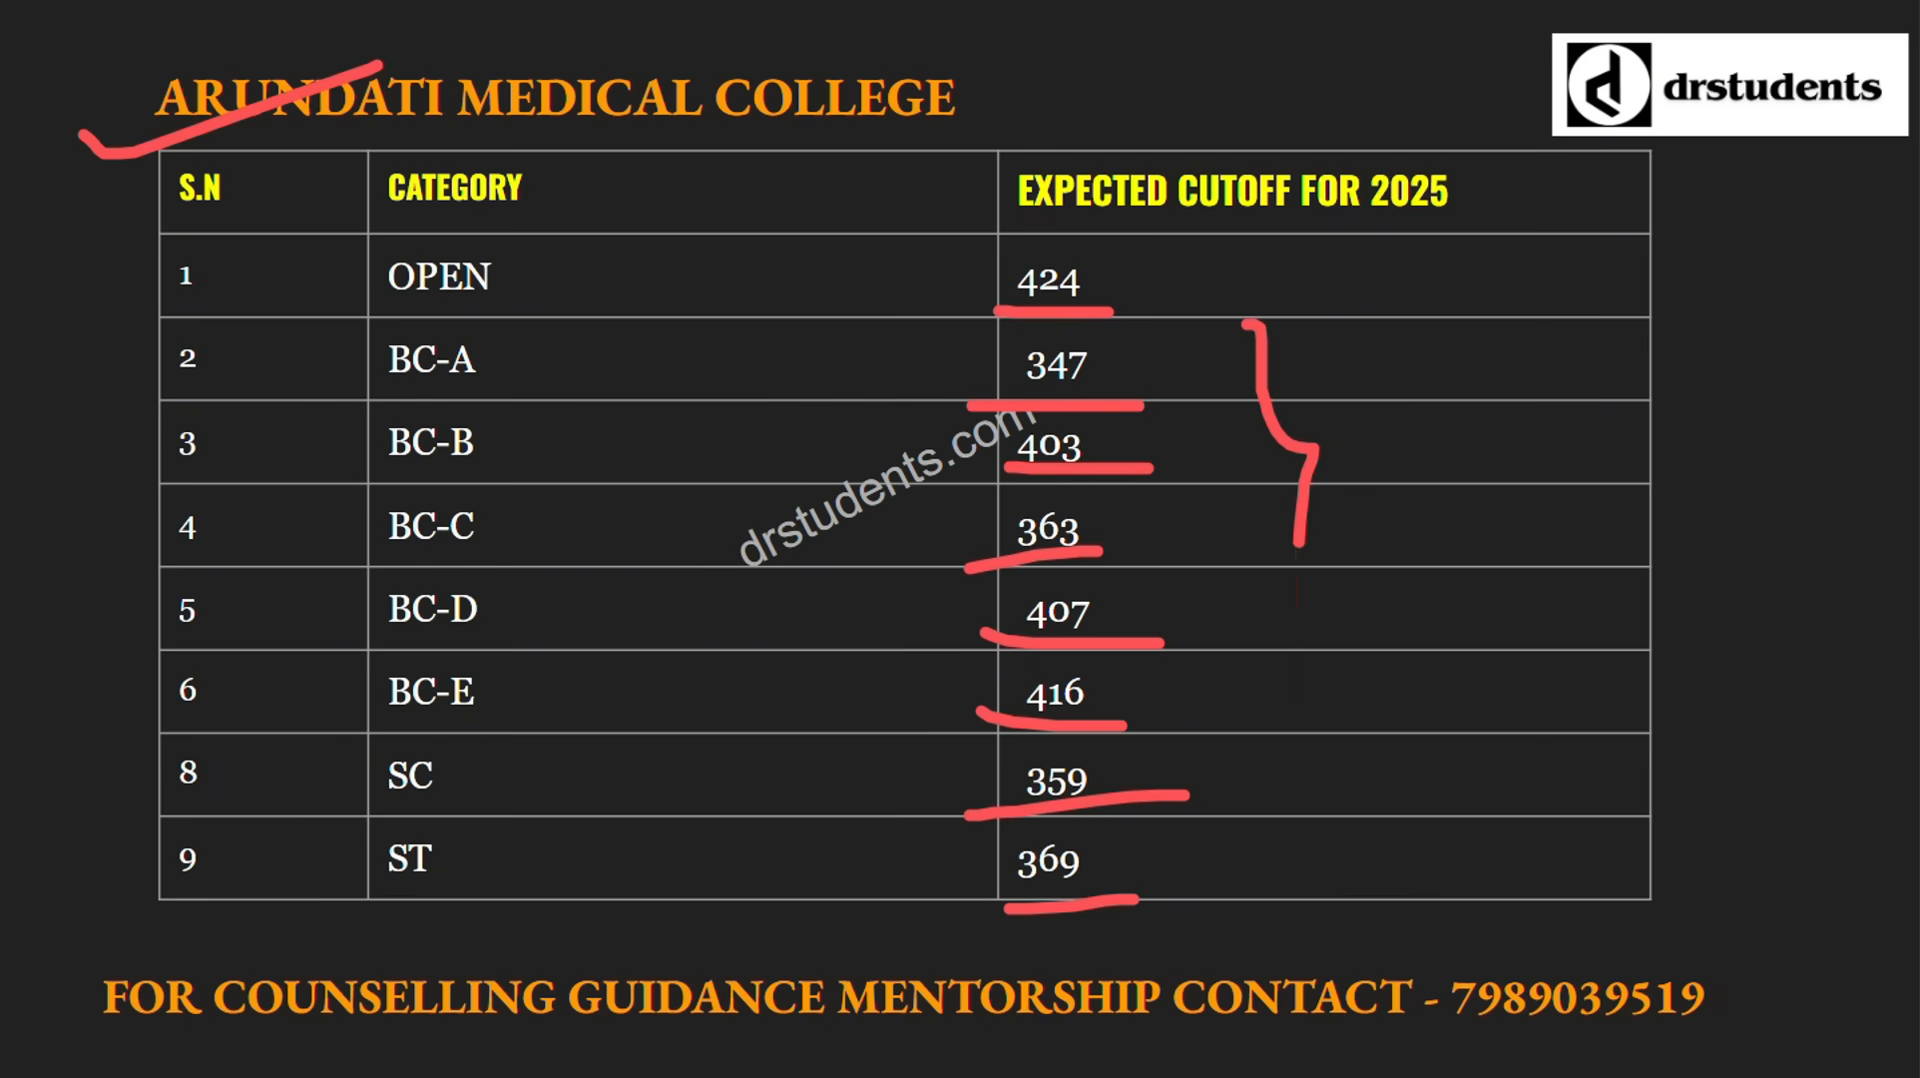 ARUNDATI MEDICAL COLLEGE
drstudents
S.N CATEGORY EXPECTED CUTOFF FOR 2025
1 OPEN 424
2 BC-A 347
3 BC-B 403
4 BC-C 363
5 BC-D 407
6 BC-E 416
8 SC 359
9 ST 369
drstudents.com
FOR COUNSELLING GUIDANCE MENTORSHIP CONTACT - 7989039519